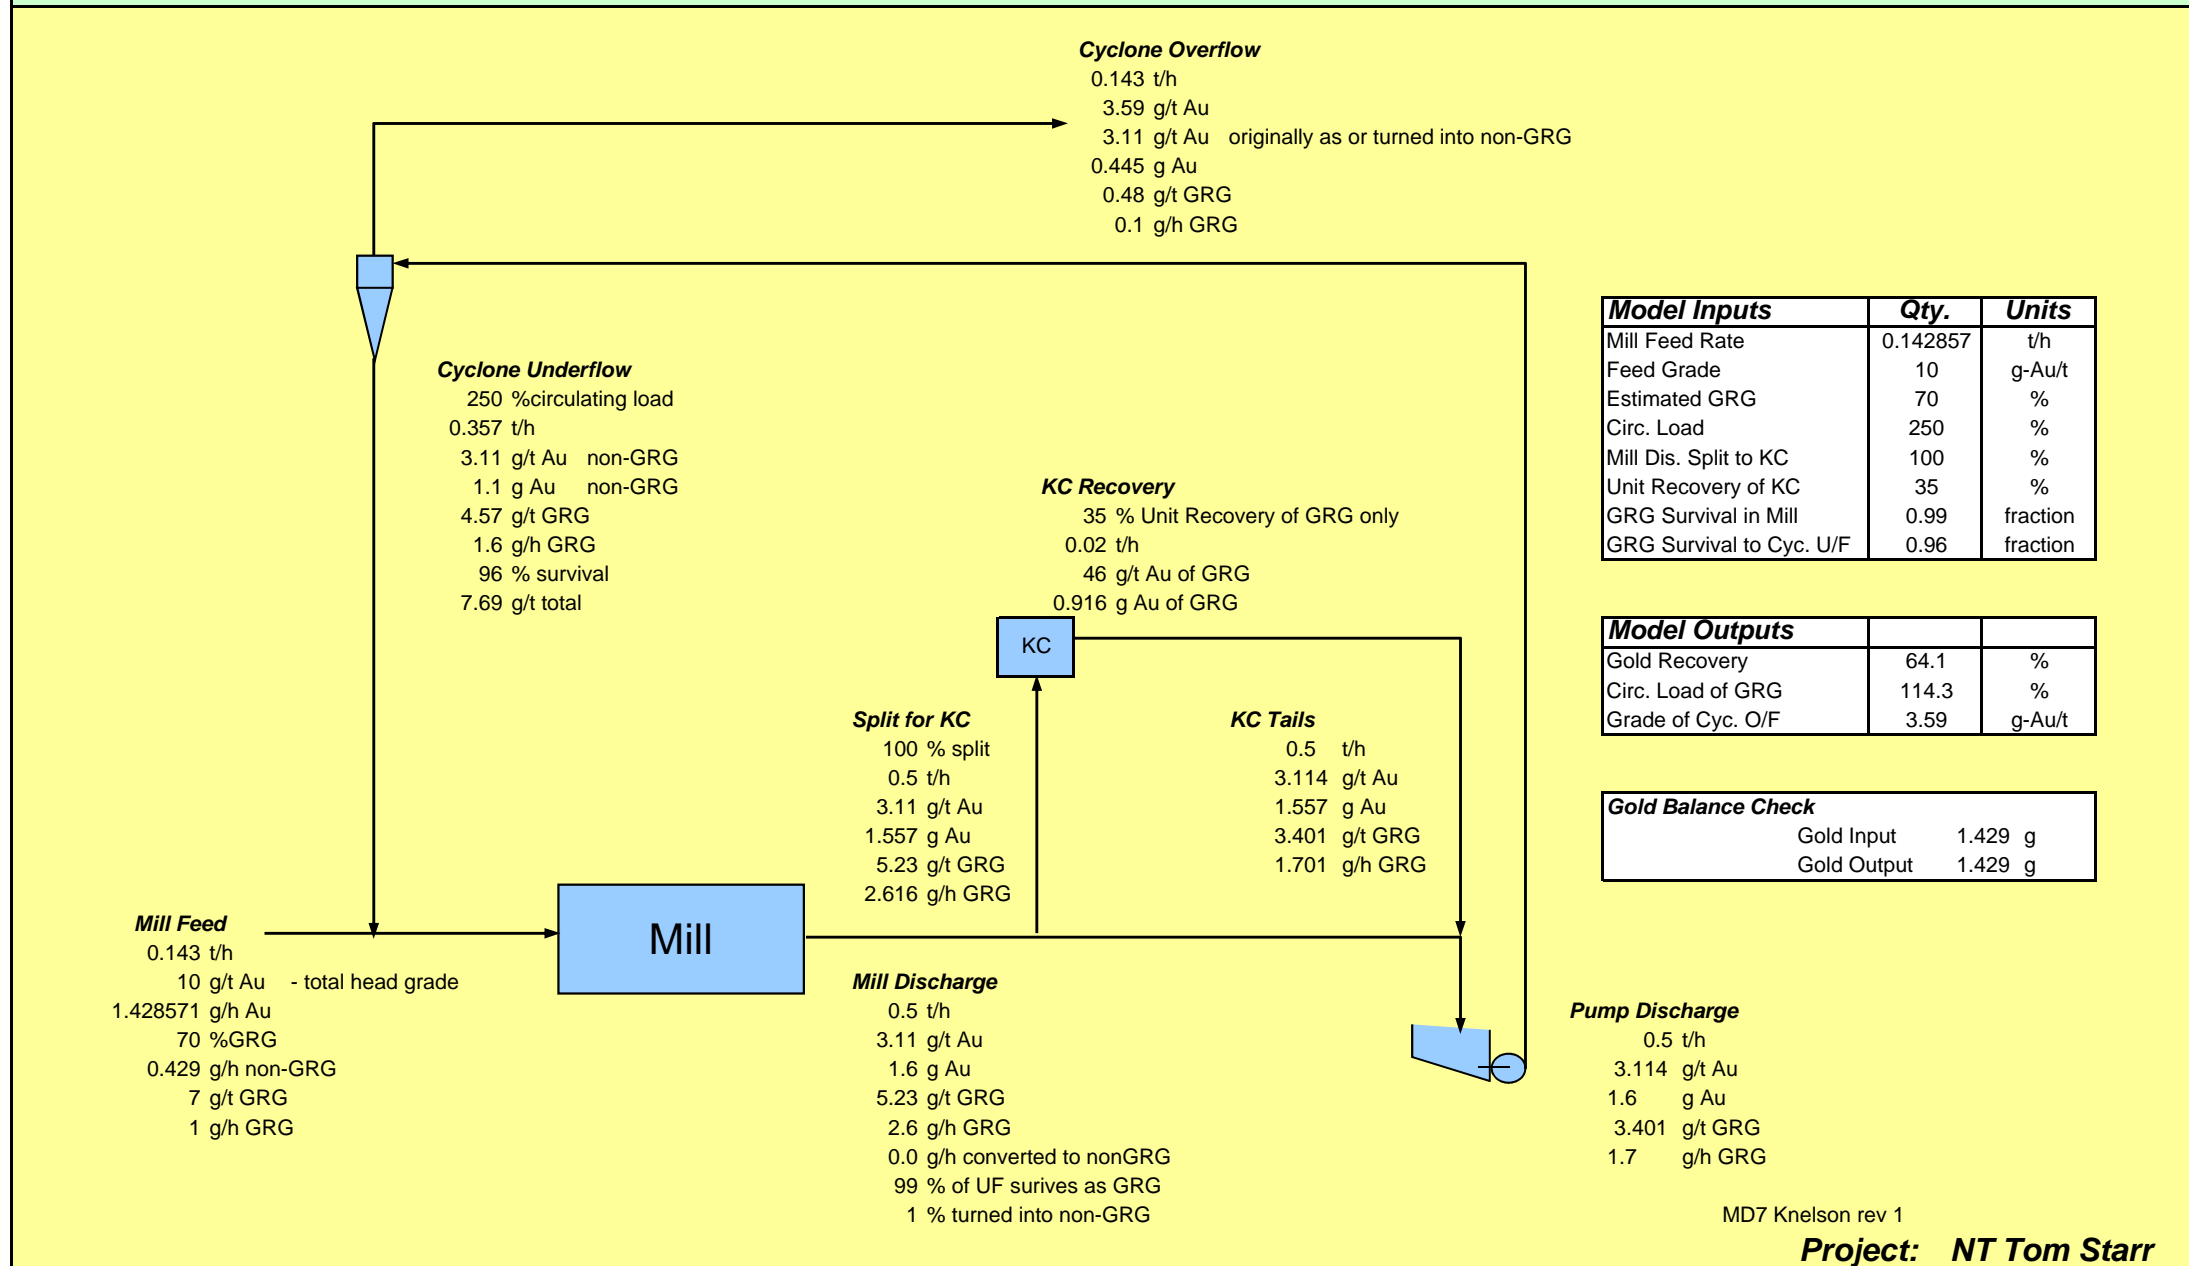 Cyclone Overflow
0.143 t/h
3.59 g/t Au
3.11 g/t Au originally as or turned into non-GRG
0.445 g Au
0.48 g/t GRG
0.1 g/h GRG
Cyclone Underflow
250 %circulating load
0.357 t/h
3.11 g/t Au non-GRG
1.1 g Au non-GRG
4.57 g/t GRG
1.6 g/h GRG
96 % survival
7.69 g/t total
KC Recovery
35 % Unit Recovery of GRG only
0.02 t/h
46 g/t Au of GRG
0.916 g Au of GRG
KC
Model Inputs Qty. Units
Mill Feed Rate 0.142857 t/h
Feed Grade 10 g-Au/t
Estimated GRG 70 %
Circ. Load 250 %
Mill Dis. Split to KC 100 %
Unit Recovery of KC 35 %
GRG Survival in Mill 0.99 fraction
GRG Survival to Cyc. U/F 0.96 fraction
Model Outputs
Gold Recovery 64.1 %
Circ. Load of GRG 114.3 %
Grade of Cyc. O/F 3.59 g-Au/t
Gold Balance Check
Gold Input 1.429 g
Gold Output 1.429 g
Split for KC
100 % split
0.5 t/h
3.11 g/t Au
1.557 g Au
5.23 g/t GRG
2.616 g/h GRG
KC Tails
0.5 t/h
3.114 g/t Au
1.557 g Au
3.401 g/t GRG
1.701 g/h GRG
Mill Feed
0.143 t/h
10 g/t Au - total head grade
1.428571 g/h Au
70 %GRG
0.429 g/h non-GRG
7 g/t GRG
1 g/h GRG
Mill
Mill Discharge
0.5 t/h
3.11 g/t Au
1.6 g Au
5.23 g/t GRG
2.6 g/h GRG
0.0 g/h converted to nonGRG
99 % of UF surives as GRG
1 % turned into non-GRG
Pump Discharge
0.5 t/h
3.114 g/t Au
1.6 g Au
3.401 g/t GRG
1.7 g/h GRG
MD7 Knelson rev 1
Project: NT Tom Starr